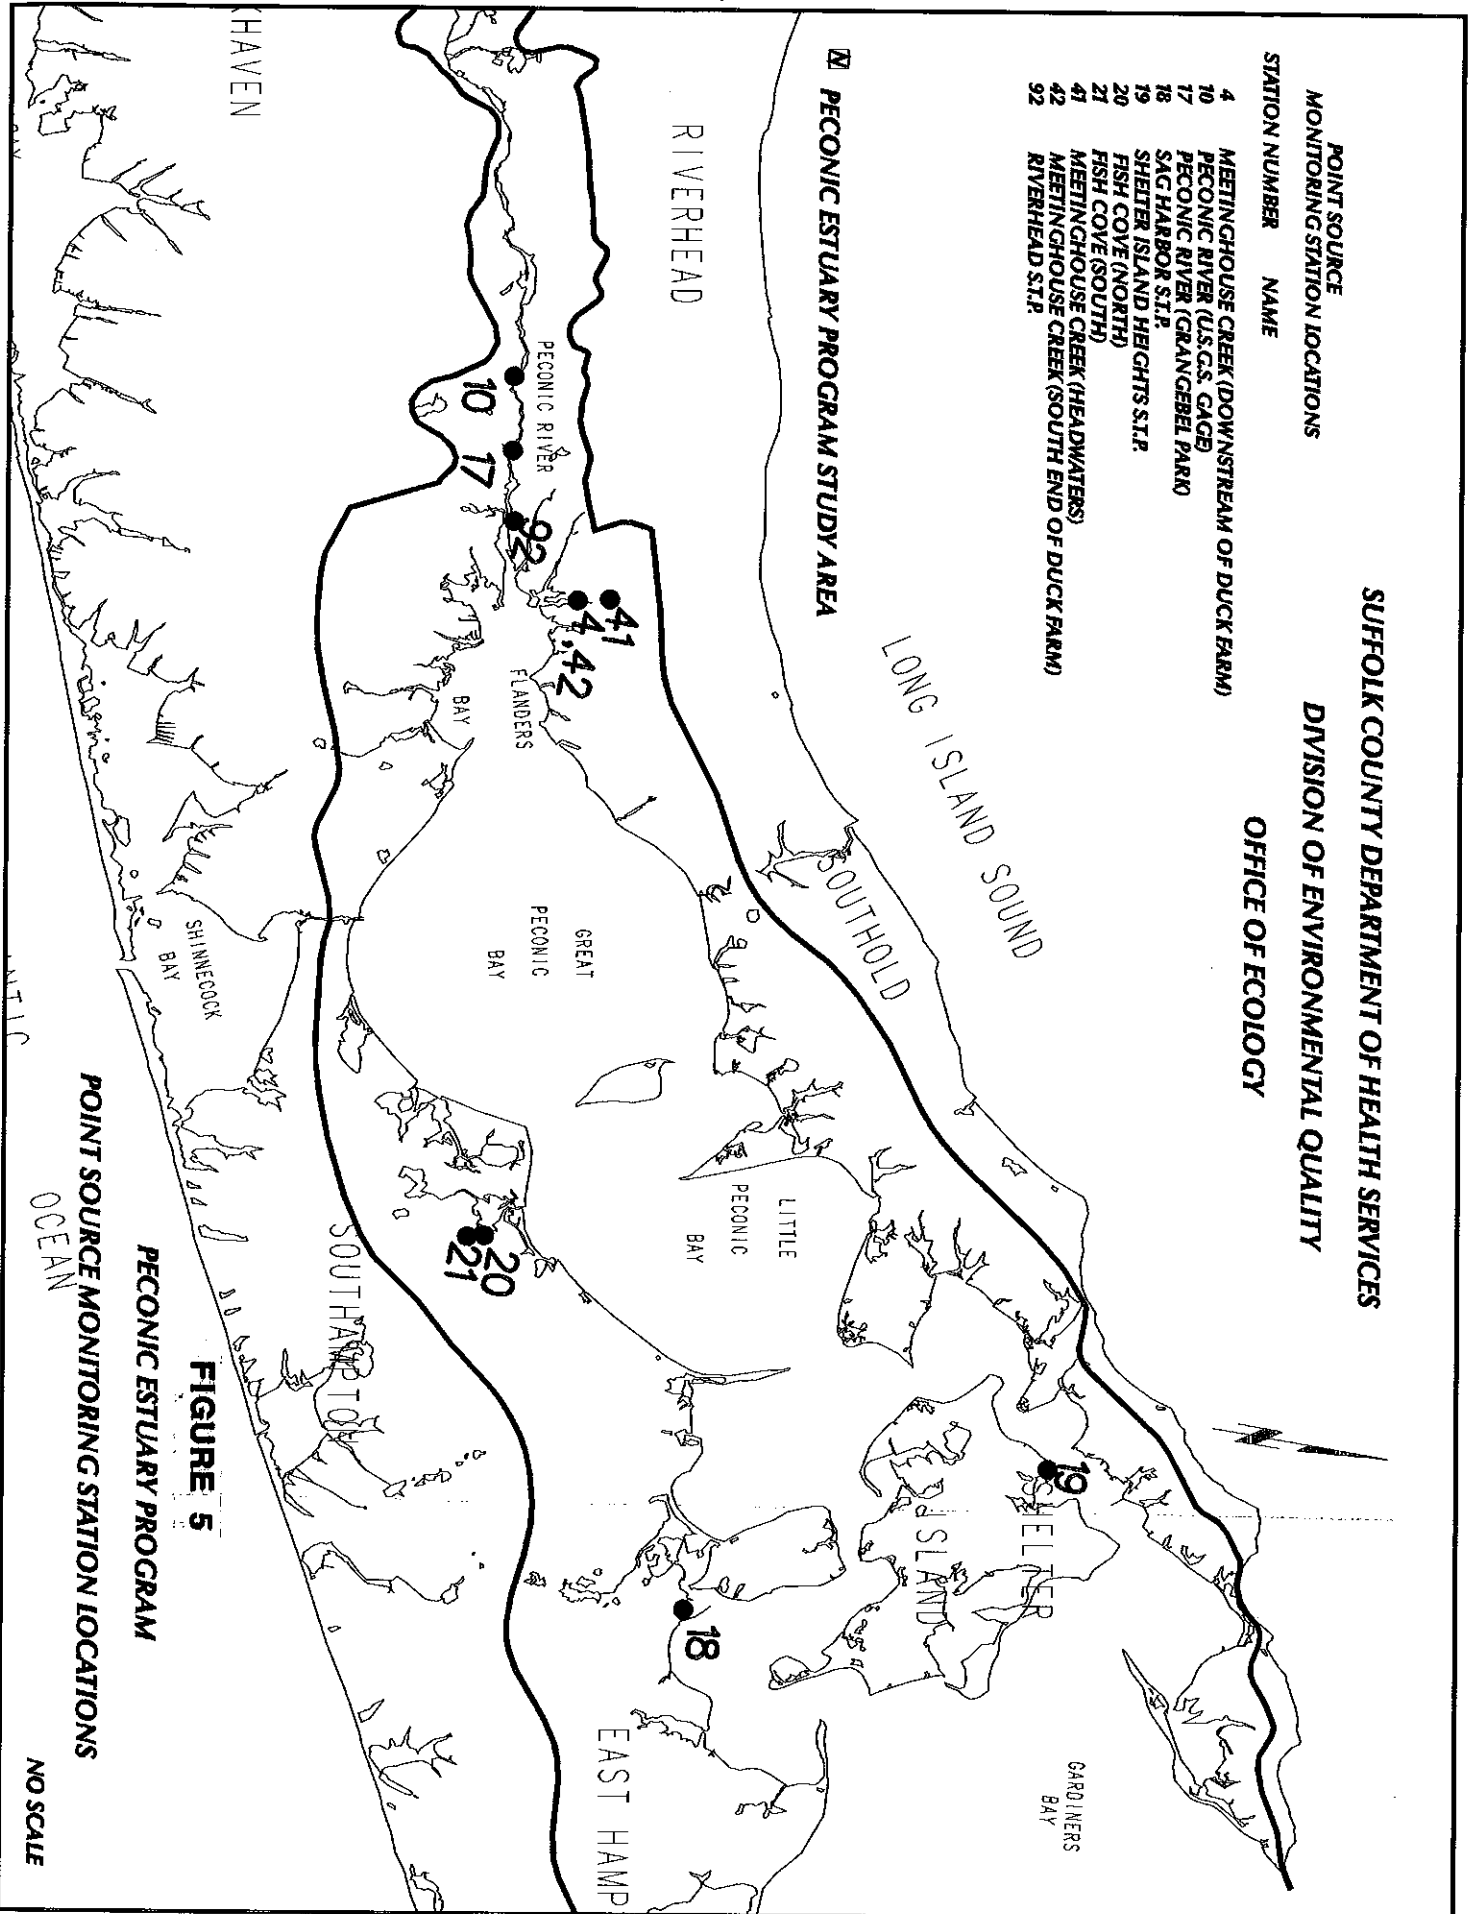 SUFFOLK COUNTY DEPARTMENT OF HEALTH SERVICES
DIVISION OF ENVIRONMENTAL QUALITY
OFFICE OF ECOLOGY
POINT SOURCE
MONITORING STATION LOCATIONS
STATION NUMBER NAME
4 MEETINGHOUSE CREEK (DOWNSTREAM OF DUCK FARM)
10 PECONIC RIVER (U.S.G.S. GAGE)
17 PECONIC RIVER (GRANGEBEL PARK)
18 SAG HARBOR S.T.P.
19 SHELTER ISLAND HEIGHTS S.T.P.
20 FISH COVE (NORTH)
21 FISH COVE (SOUTH)
41 MEETINGHOUSE CREEK (HEADWATERS)
42 MEETINGHOUSE CREEK (SOUTH END OF DUCK FARM)
92 RIVERHEAD S.T.P.
N PECONIC ESTUARY PROGRAM STUDY AREA
LONG ISLAND SOUND
SOUTHOLD
RIVERHEAD
19
SHELTER
ISLAND
GARDINERS
BAY
41
4,42
92
PECONIC RIVER
10
17
FLANDERS
BAY
GREAT
PECONIC
BAY
LITTLE
PECONIC
BAY
20
21
18
EAST HAMP
SOUTHAMPTON
KHAVEN
BAY
SHINNECOCK
BAY
NTIC
OCEAN
FIGURE 5
PECONIC ESTUARY PROGRAM
POINT SOURCE MONITORING STATION LOCATIONS
NO SCALE